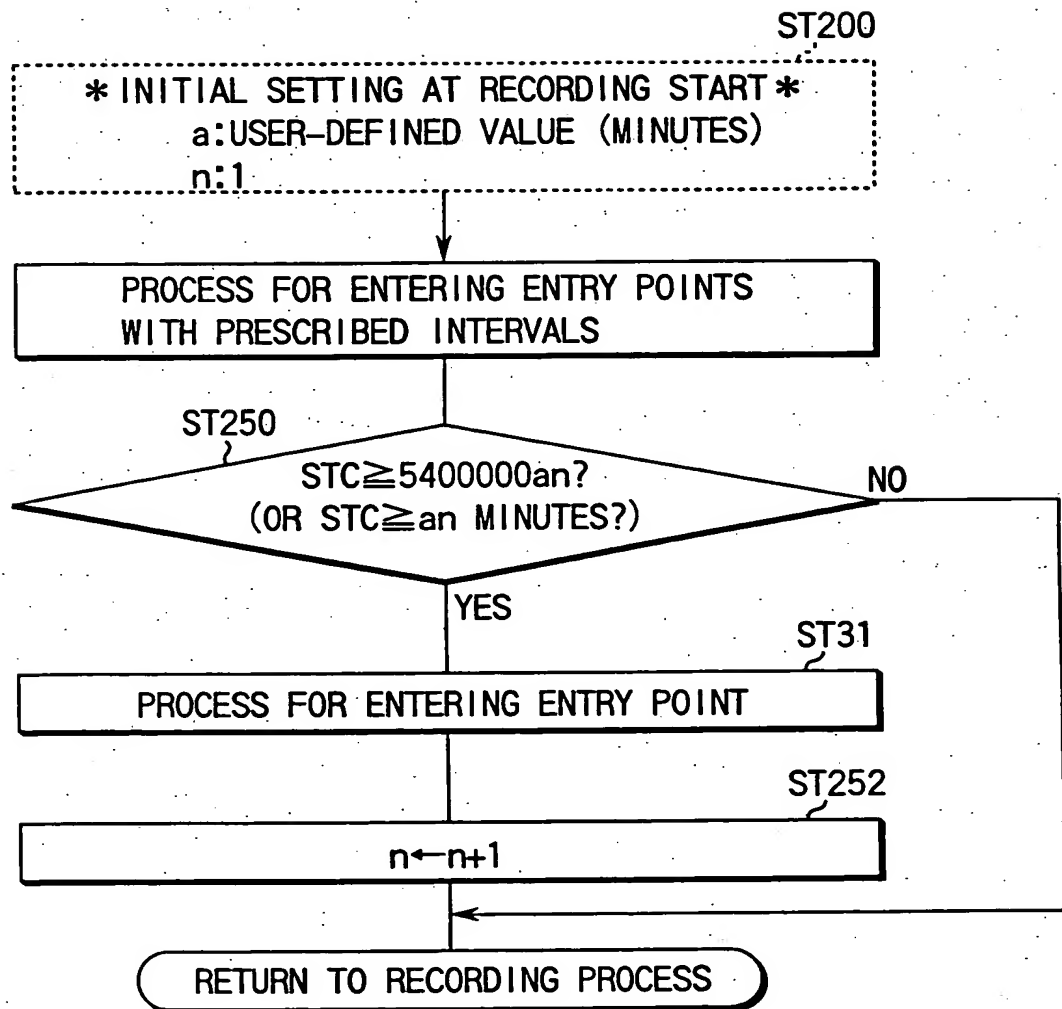 ST200
*INITIAL SETTING AT RECORDING START*
a:USER-DEFINED VALUE (MINUTES)
n:1
PROCESS FOR ENTERING ENTRY POINTS
WITH PRESCRIBED INTERVALS
ST250
STC≧5400000an?
(OR STC≧an MINUTES?)
NO
YES
ST31
PROCESS FOR ENTERING ENTRY POINT
ST252
n←n+1
RETURN TO RECORDING PROCESS